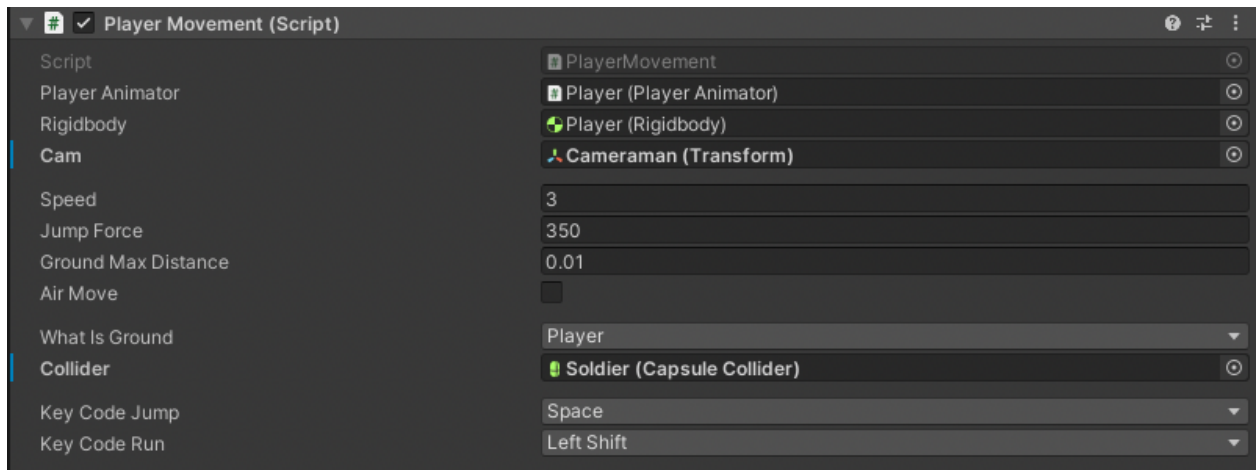 Player Movement (Script)
Script PlayerMovement
Player Animator Player (Player Animator)
Rigidbody Player (Rigidbody)
Cam Cameraman (Transform)
Speed 3
Jump Force 350
Ground Max Distance 0.01
Air Move
What Is Ground Player
Collider Soldier (Capsule Collider)
Key Code Jump Space
Key Code Run Left Shift